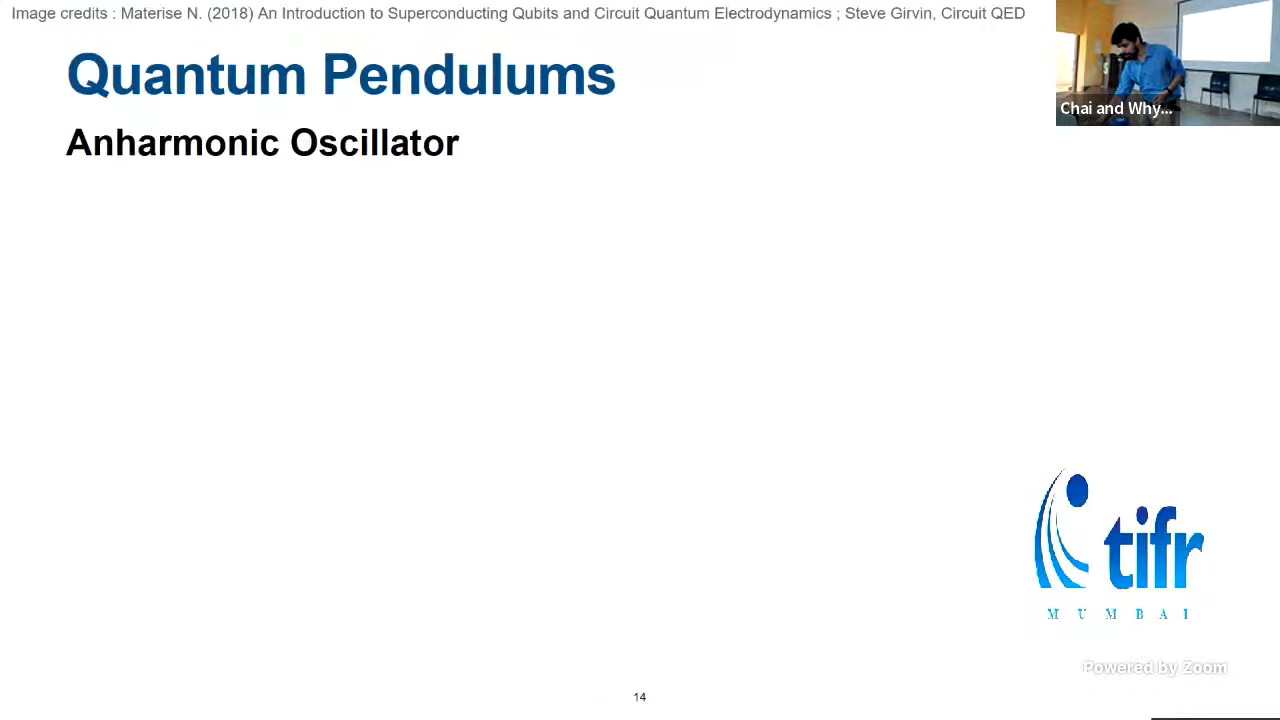 Image credits : Materise N. (2018) An Introduction to Superconducting Qubits and Circuit Quantum Electrodynamics ; Steve Girvin, Circuit QED
Quantum Pendulums
Chai and Why...
Anharmonic Oscillator
tifr
MUMBAI
Powered by Zoom
14